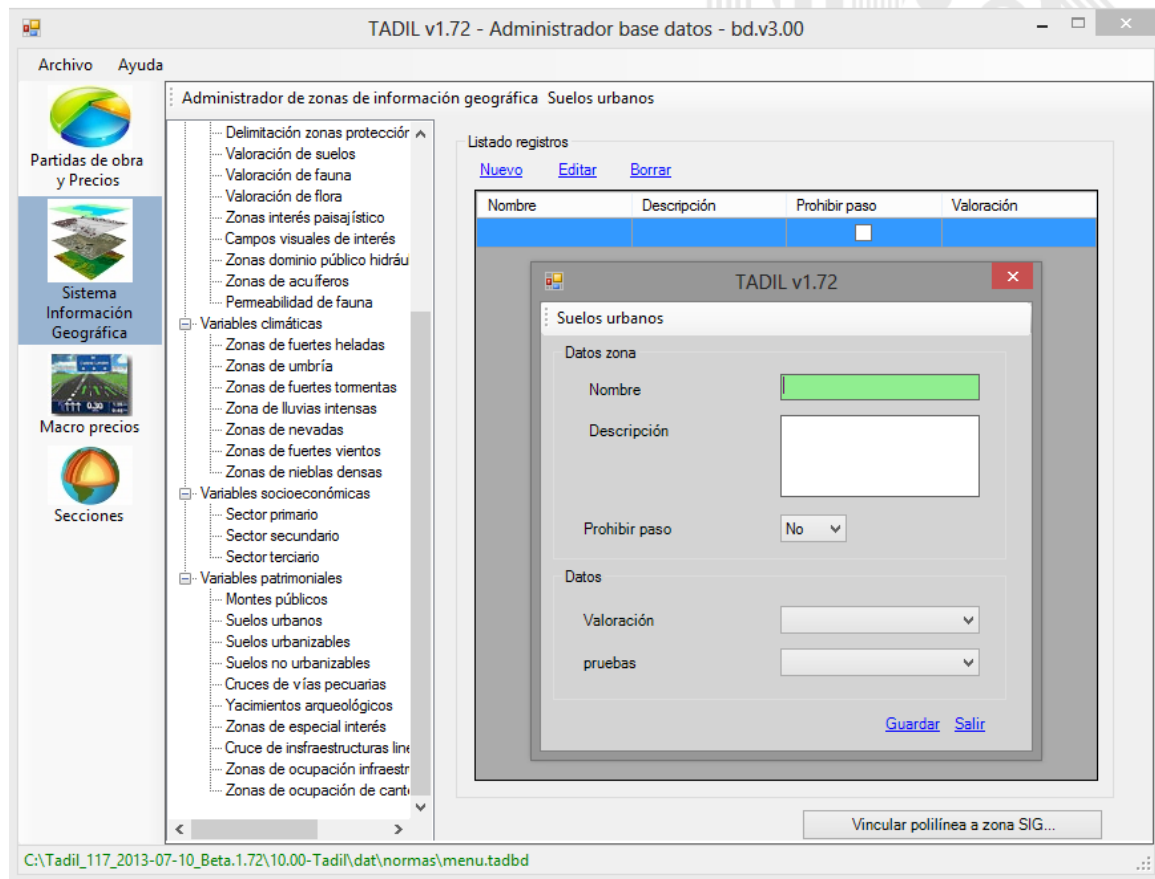 TADIL v1.72 - Administrador base datos - bd.v3.00
Archivo Ayuda
Partidas de obra
y Precios
Sistema
Información
Geográfica
Macro precios
Secciones
Administrador de zonas de información geográfica Suelos urbanos
Delimitación zonas protección
Valoración de suelos
Valoración de fauna
Valoración de flora
Zonas interés paisajístico
Campos visuales de interés
Zonas dominio público hidrául
Zonas de acuíferos
Permeabilidad de fauna
Variables climáticas
Zonas de fuertes heladas
Zonas de umbría
Zonas de fuertes tormentas
Zona de lluvias intensas
Zonas de nevadas
Zonas de fuertes vientos
Zonas de nieblas densas
Variables socioeconómicas
Sector primario
Sector secundario
Sector terciario
Variables patrimoniales
Montes públicos
Suelos urbanos
Suelos urbanizables
Suelos no urbanizables
Cruces de vías pecuarias
Yacimientos arqueológicos
Zonas de especial interés
Cruce de insfraestructuras line
Zonas de ocupación infraestr
Zonas de ocupación de cant
Listado registros
Nuevo Editar Borrar
Nombre Descripción Prohibir paso Valoración
TADIL v1.72
Suelos urbanos
Datos zona
Nombre
Descripción
Prohibir paso No
Datos
Valoración
pruebas
Guardar Salir
Vincular polilínea a zona SIG...
C:\Tadil_117_2013-07-10_Beta.1.72\10.00-Tadil\dat\normas\menu.tadbd